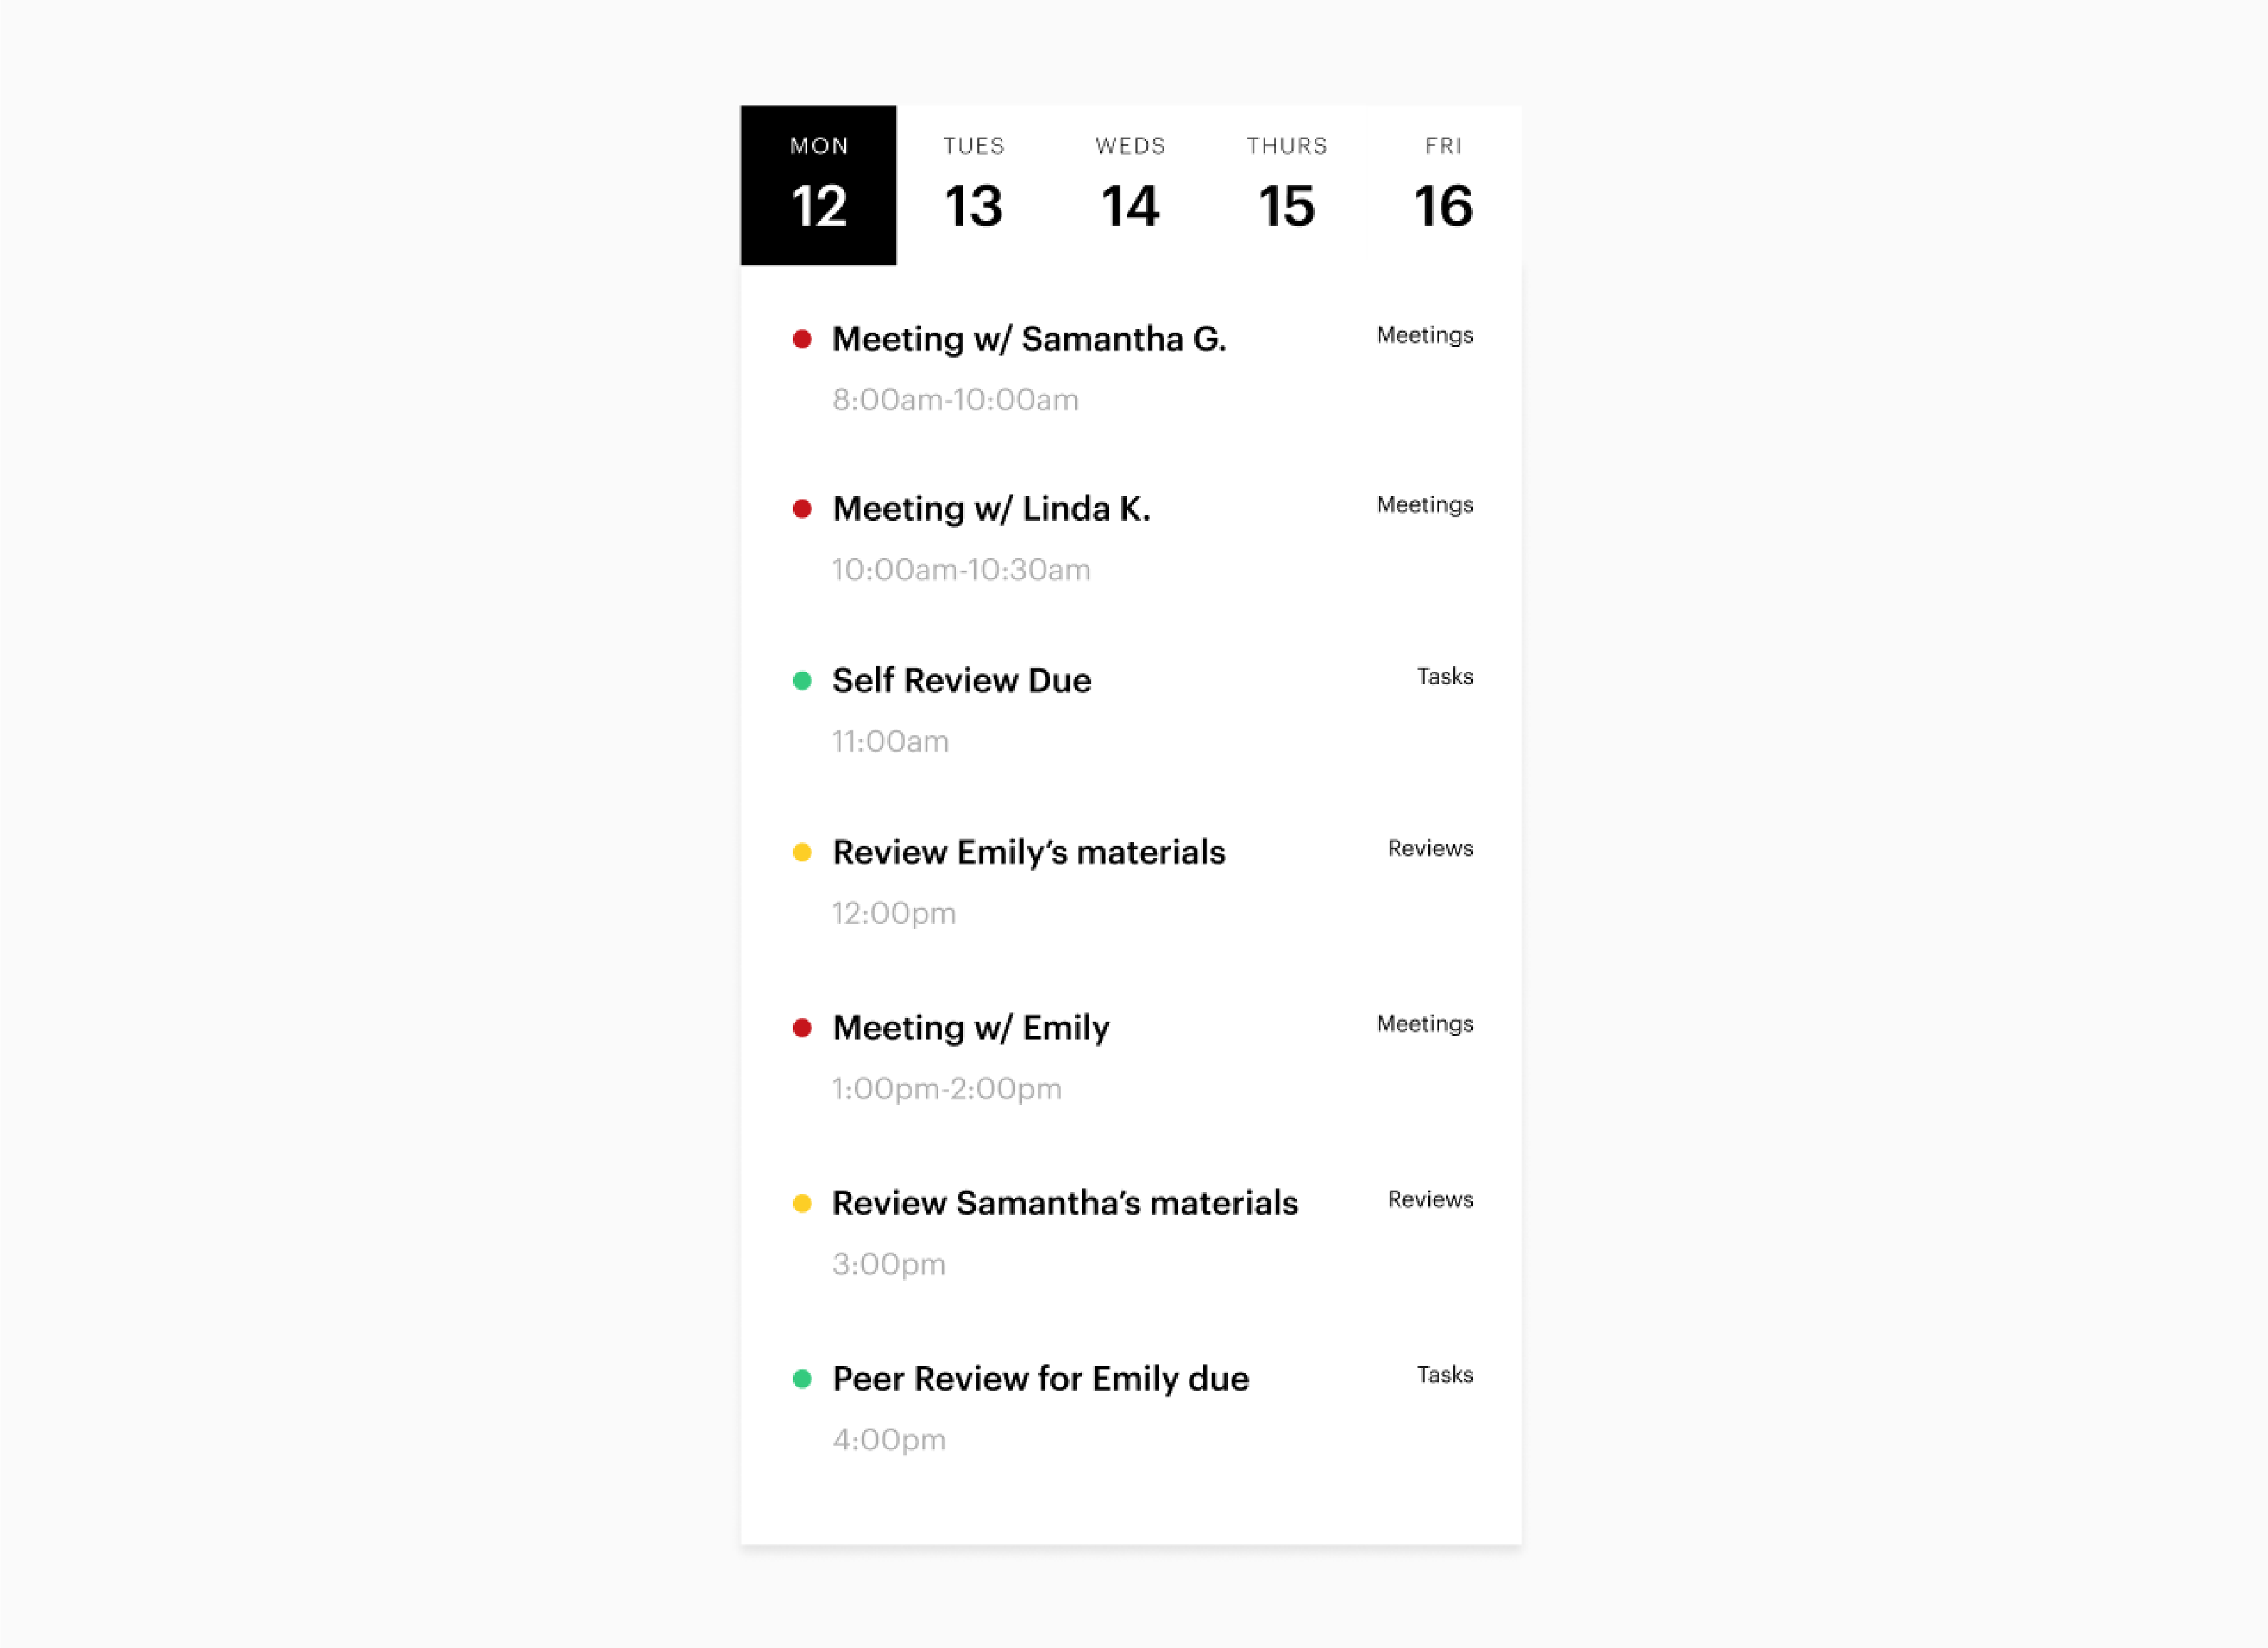 MON TUES WEDS THURS FRI
12 13 14 15 16
Meeting w/ Samantha G. Meetings
8:00am-10:00am
Meeting w/ Linda K. Meetings
10:00am-10:30am
Self Review Due Tasks
11:00am
Review Emily’s materials Reviews
12:00pm
Meeting w/ Emily Meetings
1:00pm-2:00pm
Review Samantha’s materials Reviews
3:00pm
Peer Review for Emily due Tasks
4:00pm